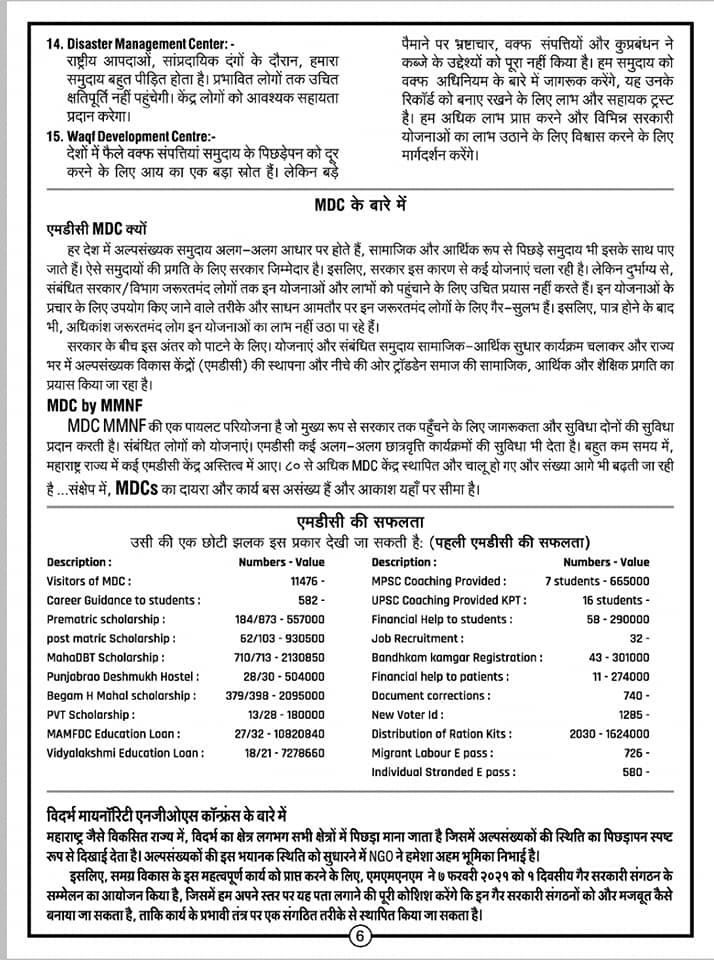 14. Disaster Management Center: -
राष्ट्रीय आपदाओं, सांप्रदायिक दंगों के दौरान, हमारा
समुदाय बहुत पीड़ित होता है। प्रभावित लोगों तक उचित
क्षतिपूर्ति नहीं पहुंचेगी। केंद्र लोगों को आवश्यक सहायता
प्रदान करेगा।
15. Waqf Development Centre:-
देशों में फैले वक्फ संपत्तियां समुदाय के पिछड़ेपन को दूर
करने के लिए आय का एक बड़ा स्रोत हैं। लेकिन बड़े
पैमाने पर भ्रष्टाचार, वक्फ संपत्तियों और कुप्रबंधन ने
कब्जे के उद्देश्यों को पूरा नहीं किया है। हम समुदाय को
वक्फ अधिनियम के बारे में जागरूक करेंगे, यह उनके
रिकॉर्ड को बनाए रखने के लिए लाभ और सहायक ट्रस्ट
है। हम अधिक लाभ प्राप्त करने और विभिन्न सरकारी
योजनाओं का लाभ उठाने के लिए विश्वास करने के लिए
मार्गदर्शन करेंगे।
MDC के बारे में
एमडीसी MDC क्यों
हर देश में अल्पसंख्यक समुदाय अलग-अलग आधार पर होते हैं, सामाजिक और आर्थिक रूप से पिछड़े समुदाय भी इसके साथ पाए
जाते हैं। ऐसे समुदायों की प्रगति के लिए सरकार जिम्मेदार है। इसलिए, सरकार इस कारण से कई योजनाएं चला रही है। लेकिन दुर्भाग्य से,
संबंधित सरकार/विभाग जरूरतमंद लोगों तक इन योजनाओं और लाभों को पहुंचाने के लिए उचित प्रयास नहीं करते हैं। इन योजनाओं के
प्रचार के लिए उपयोग किए जाने वाले तरीके और साधन आमतौर पर इन जरूरतमंद लोगों के लिए गैर-सुलभ हैं। इसलिए, पात्र होने के बाद
भी, अधिकांश जरूरतमंद लोग इन योजनाओं का लाभ नहीं उठा पा रहे हैं।
सरकार के बीच इस अंतर को पाटने के लिए। योजनाएं और संबंधित समुदाय सामाजिक-आर्थिक सुधार कार्यक्रम चलाकर और राज्य
भर में अल्पसंख्यक विकास केंद्रों (एमडीसी) की स्थापना और नीचे की ओर ट्रॉडडेन समाज की सामाजिक, आर्थिक और शैक्षिक प्रगति का
प्रयास किया जा रहा है।
MDC by MMNF
MDC MMNF की एक पायलट परियोजना है जो मुख्य रूप से सरकार तक पहुँचने के लिए जागरूकता और सुविधा दोनों की सुविधा
प्रदान करती है। संबंधित लोगों को योजनाएं। एमडीसी कई अलग-अलग छात्रवृत्ति कार्यक्रमों की सुविधा भी देता है। बहुत कम समय में,
महाराष्ट्र राज्य में कई एमडीसी केंद्र अस्तित्व में आए। ८० से अधिक MDC केंद्र स्थापित और चालू हो गए और संख्या आगे भी बढ़ती जा रही
है ...संक्षेप में, MDCs का दायरा और कार्य बस असंख्य हैं और आकाश यहाँ पर सीमा है।
एमडीसी की सफलता
उसी की एक छोटी झलक इस प्रकार देखी जा सकती है: (पहली एमडीसी की सफलता)
Description : Numbers - Value
Visitors of MDC : 11476 -
Career Guidance to students : 582 -
Prematric scholarship : 184/873 - 557000
post matric Scholarship : 62/103 - 930500
MahaDBT Scholarship : 710/713 - 2130850
Punjabrao Deshmukh Hostel : 28/30 - 504000
Begam H Mahal scholarship : 379/398 - 2095000
PVT Scholarship : 13/28 - 180000
MAMFDC Education Loan : 27/32 - 10820840
Vidyalakshmi Education Loan : 18/21 - 7278660
Description : Numbers - Value
MPSC Coaching Provided : 7 students - 665000
UPSC Coaching Provided KPT : 16 students -
Financial Help to students : 58 - 290000
Job Recruitment : 32 -
Bandhkam kamgar Registration : 43 - 301000
Financial help to patients : 11 - 274000
Document corrections : 740 -
New Voter Id : 1285 -
Distribution of Ration Kits : 2030 - 1624000
Migrant Labour E pass : 726 -
Individual Stranded E pass : 580 -
विदर्भ मायनॉरिटी एनजीओएस कॉन्फ्रंस के बारे में
महाराष्ट्र जैसे विकसित राज्य में, विदर्भ का क्षेत्र लगभग सभी क्षेत्रों में पिछड़ा माना जाता है जिसमें अल्पसंख्यकों की स्थिति का पिछड़ापन स्पष्ट
रूप से दिखाई देता है। अल्पसंख्यकों की इस भयानक स्थिति को सुधारने में NGO ने हमेशा अहम भूमिका निभाई है।
इसलिए, समग्र विकास के इस महत्वपूर्ण कार्य को प्राप्त करने के लिए, एमएमएनएफ ने ७ फरवरी २०२१ को १ दिवसीय गैर सरकारी संगठन के
सम्मेलन का आयोजन किया है, जिसमें हम अपने स्तर पर यह पता लगाने की पूरी कोशिश करेंगे कि इन गैर सरकारी संगठनों को और मजबूत कैसे
बनाया जा सकता है, ताकि कार्य के प्रभावी तंत्र पर एक संगठित तरीके से स्थापित किया जा सकता है।
6